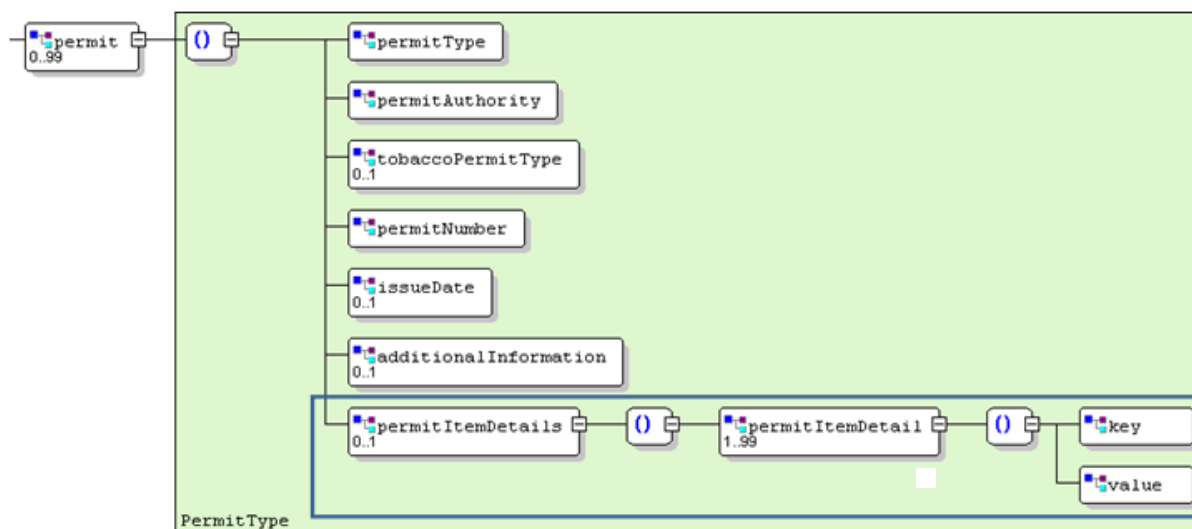 permit
0..99
()
permitType
permitAuthority
tobaccoPermitType
0..1
permitNumber
issueDate
0..1
additionalInformation
0..1
permitItemDetails
0..1
()
permitItemDetail
1..99
()
key
value
PermitType